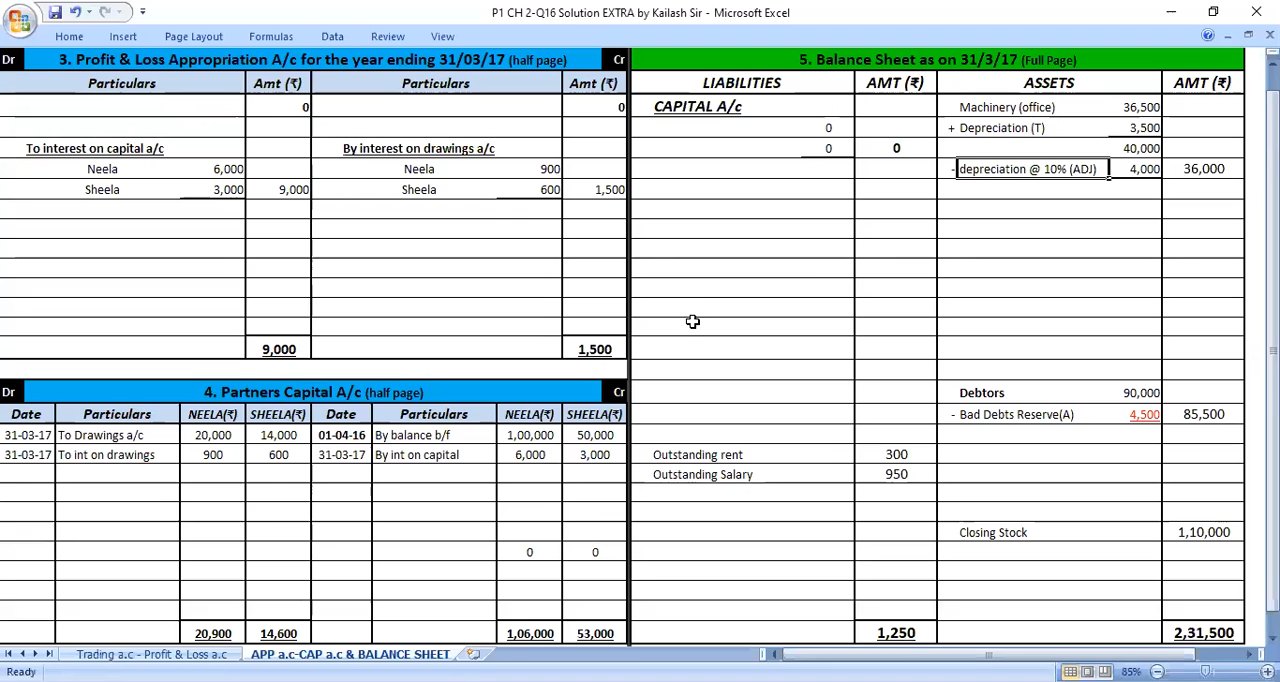 P1 CH 2-Q16 Solution EXTRA by Kailash Sir - Microsoft Excel
Home Insert Page Layout Formulas Data Review View
Dr 3. Profit & Loss Appropriation A/c for the year ending 31/03/17 (half page) Cr
Particulars Amt (₹) Particulars Amt (₹)
0 0
To interest on capital a/c By interest on drawings a/c
Neela 6,000 Neela 900
Sheela 3,000 9,000 Sheela 600 1,500
9,000 1,500
Dr 4. Partners Capital A/c (half page) Cr
Date Particulars NEELA(₹) SHEELA(₹) Date Particulars NEELA(₹) SHEELA(₹)
31-03-17 To Drawings a/c 20,000 14,000 01-04-16 By balance b/f 1,00,000 50,000
31-03-17 To int on drawings 900 600 31-03-17 By int on capital 6,000 3,000
0 0
20,900 14,600 1,06,000 53,000
5. Balance Sheet as on 31/3/17 (Full Page)
LIABILITIES AMT (₹) ASSETS AMT (₹)
CAPITAL A/c Machinery (office) 36,500
0 + Depreciation (T) 3,500
0 0 40,000
- depreciation @ 10% (ADJ) 4,000 36,000
Debtors 90,000
- Bad Debts Reserve(A) 4,500 85,500
Outstanding rent 300
Outstanding Salary 950
Closing Stock 1,10,000
1,250 2,31,500
Trading a.c - Profit & Loss a.c APP a.c-CAP a.c & BALANCE SHEET
Ready 85%